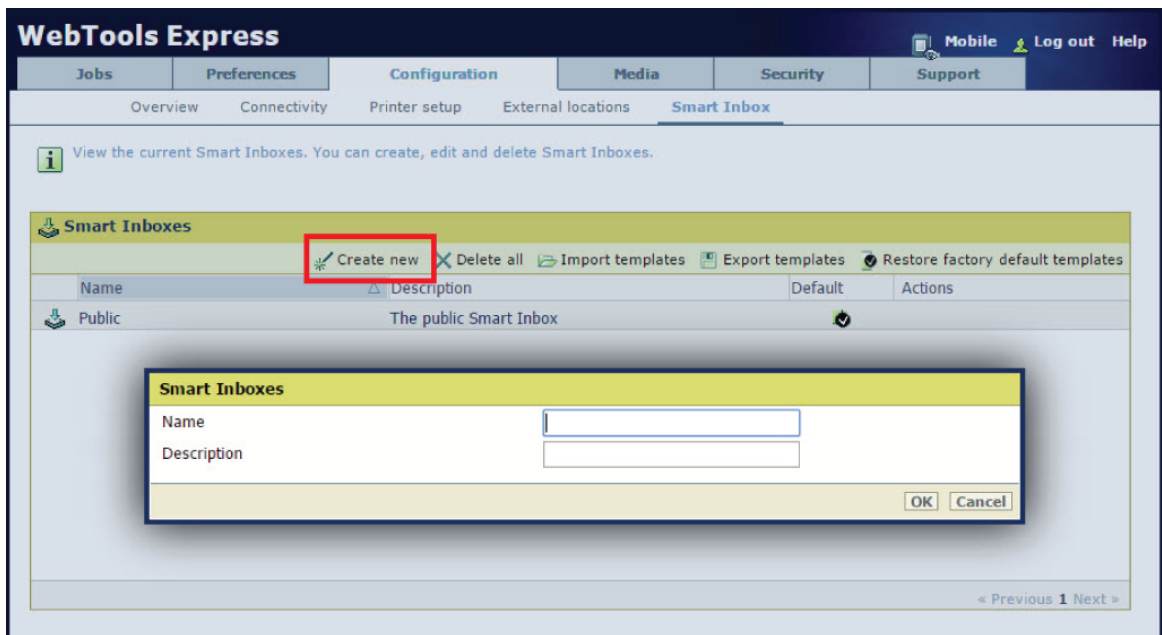 WebTools Express
Mobile Log out Help
Jobs Preferences Configuration Media Security Support
Overview Connectivity Printer setup External locations Smart Inbox
View the current Smart Inboxes. You can create, edit and delete Smart Inboxes.
Smart Inboxes
Create new Delete all Import templates Export templates Restore factory default templates
Name Description Default Actions
Public The public Smart Inbox
Smart Inboxes
Name
Description
OK Cancel
« Previous 1 Next »